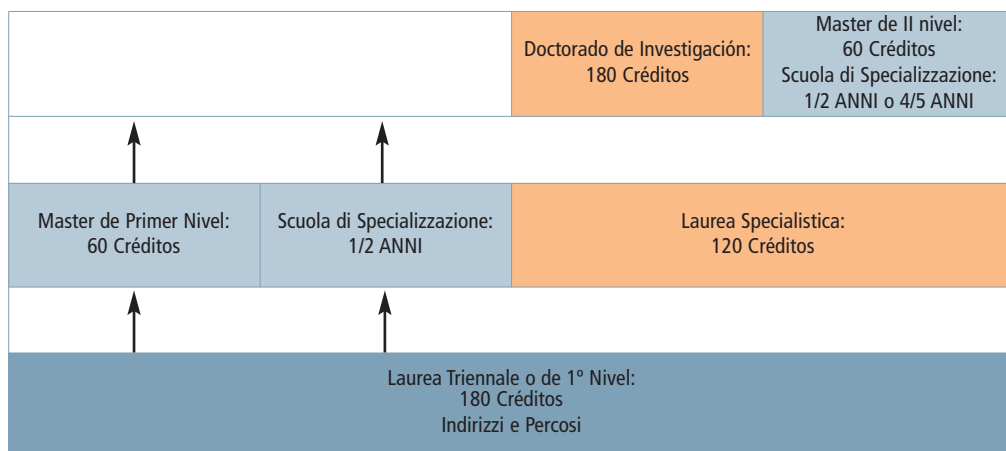 Doctorado de Investigación:
180 Créditos
Master de II nivel:
60 Créditos
Scuola di Specializzazione:
1/2 ANNI o 4/5 ANNI
Master de Primer Nivel:
60 Créditos
Scuola di Specializzazione:
1/2 ANNI
Laurea Specialistica:
120 Créditos
Laurea Triennale o de 1º Nivel:
180 Créditos
Indirizzi e Percosi